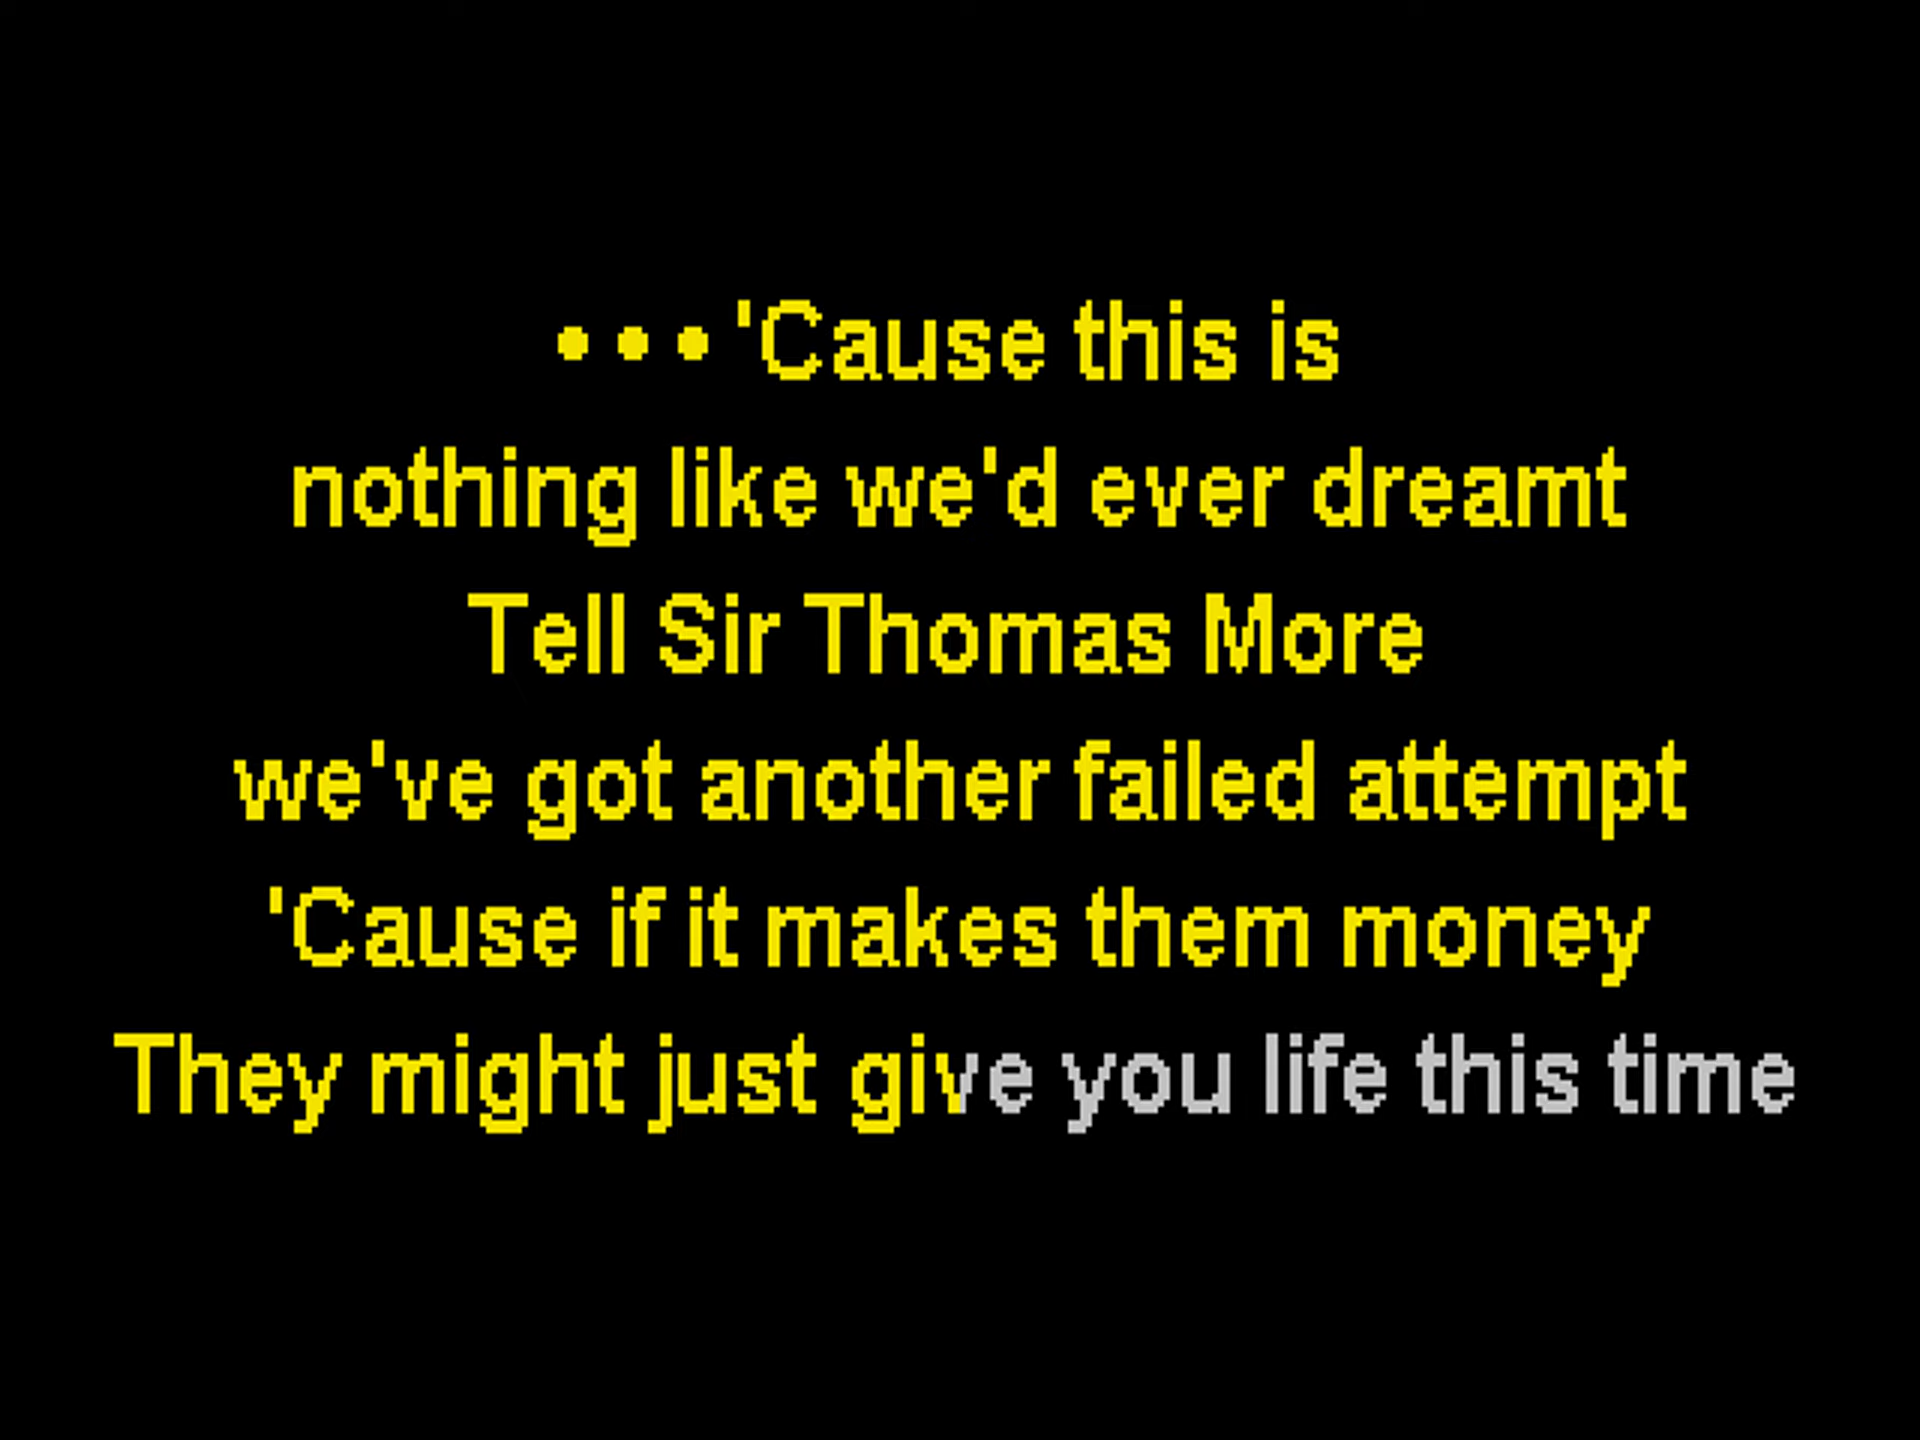 •••'Cause this is
nothing like we'd ever dreamt
Tell Sir Thomas More
we've got another failed attempt
'Cause if it makes them money
They might just give you life this time